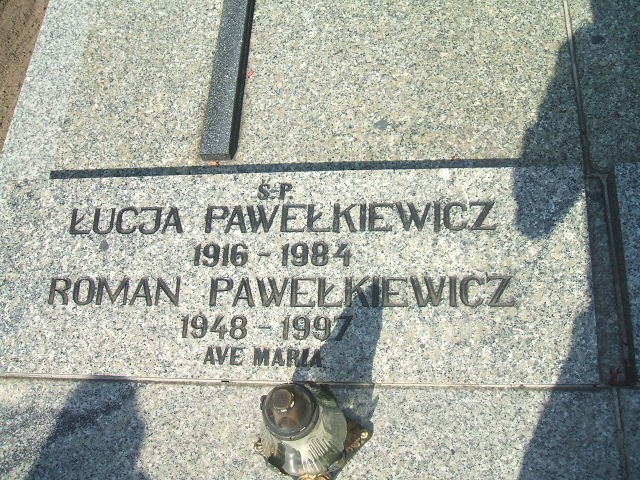 Ś.P.
ŁUCJA PAWEŁKIEWICZ
1916 - 1984
ROMAN PAWEŁKIEWICZ
1948 - 1997
AVE MARIA